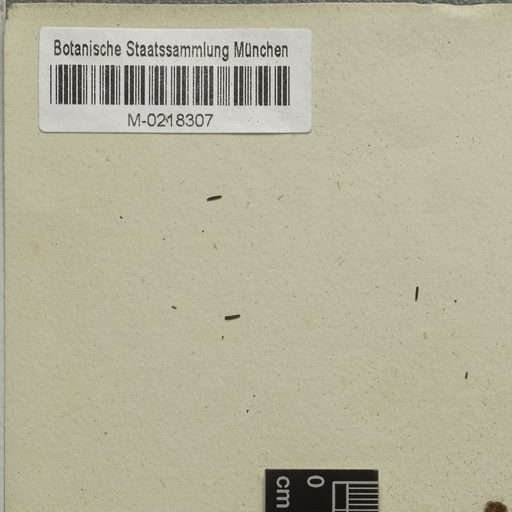 Botanische Staatssammlung München
M-0218307
0
cm